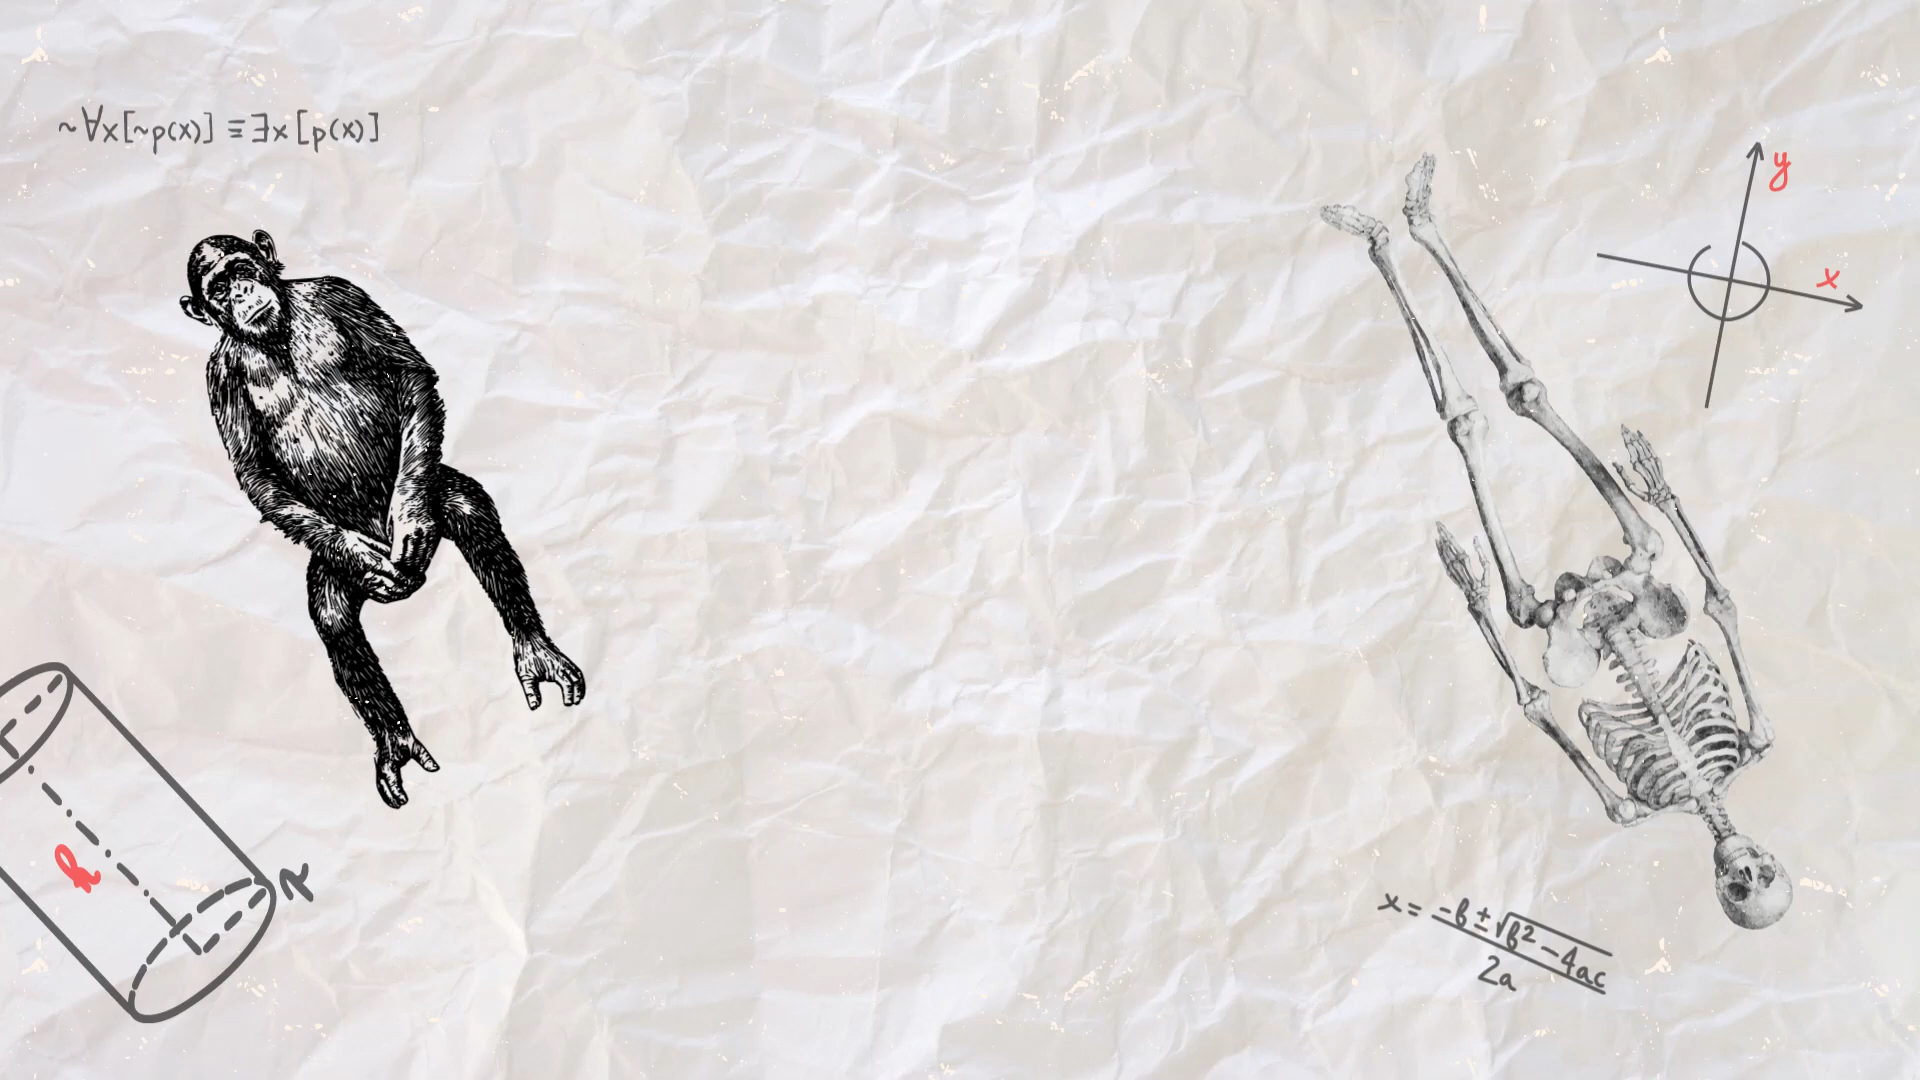 ~∀x[~p(x)] ≡ ∃x[p(x)]
y
x
r
h
r
x = -b ± √b² - 4ac / 2a